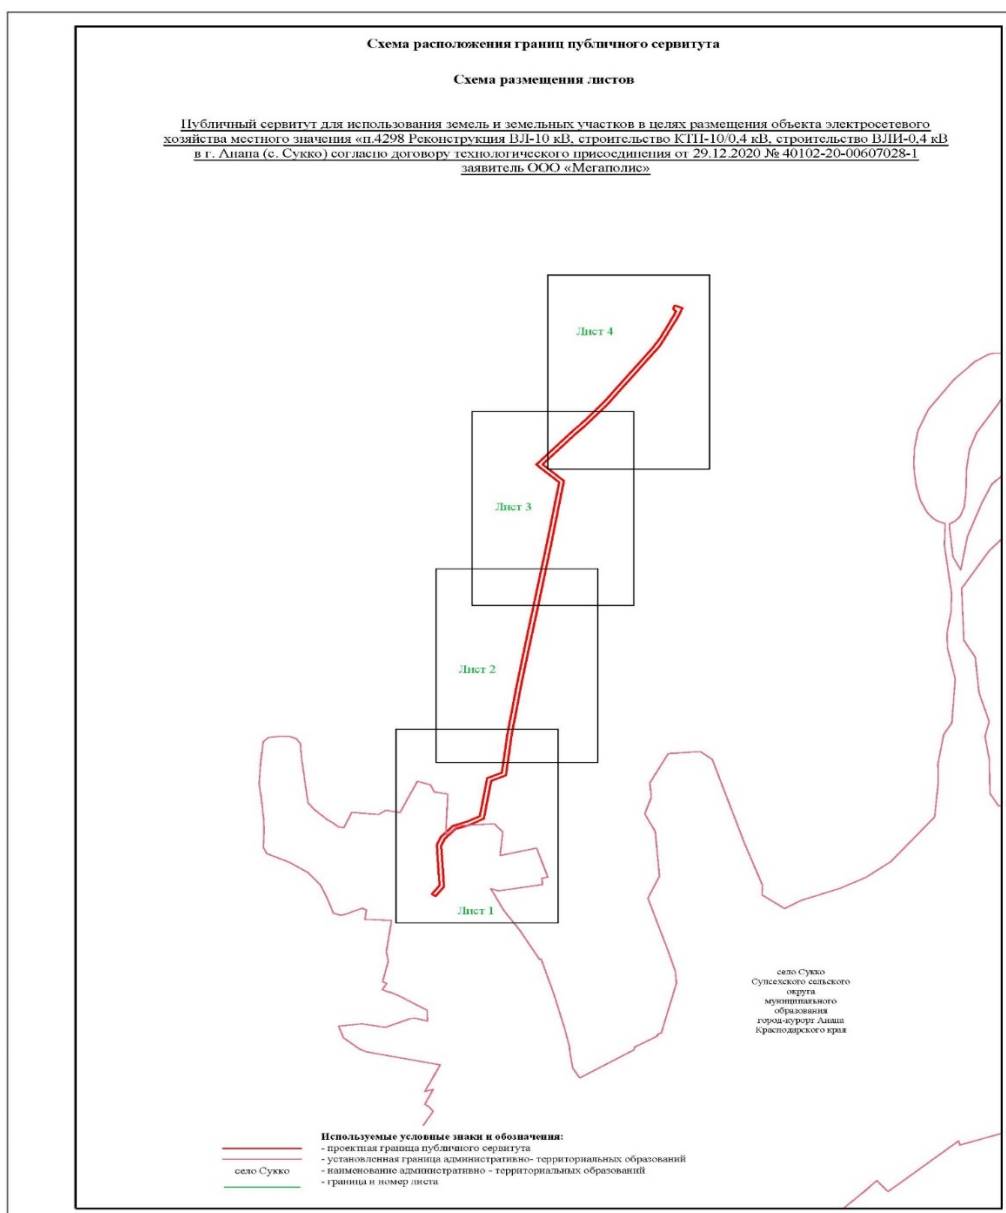 Схема расположения границ публичного сервитута
Схема размещения листов
Публичный сервитут для использования земель и земельных участков в целях размещения объекта электросетевого
хозяйства местного значения «п.4298 Реконструкция ВЛ-10 кВ, строительство КТП-10/0,4 кВ, строительство ВЛИ-0,4 кВ
в г. Анапа (с. Сукко) согласно договору технологического присоединения от 29.12.2020 № 40102-20-00607028-1
заявитель ООО «Мегаполис»
Лист 4
Лист 3
Лист 2
Лист 1
село Сукко
Супсехского сельского
округа
муниципального
образования
город-курорт Анапа
Краснодарского края
Используемые условные знаки и обозначения:
- проектная граница публичного сервитута
- установленная граница административно- территориальных образований
село Сукко - наименование административно - территориальных образований
- граница и номер листа